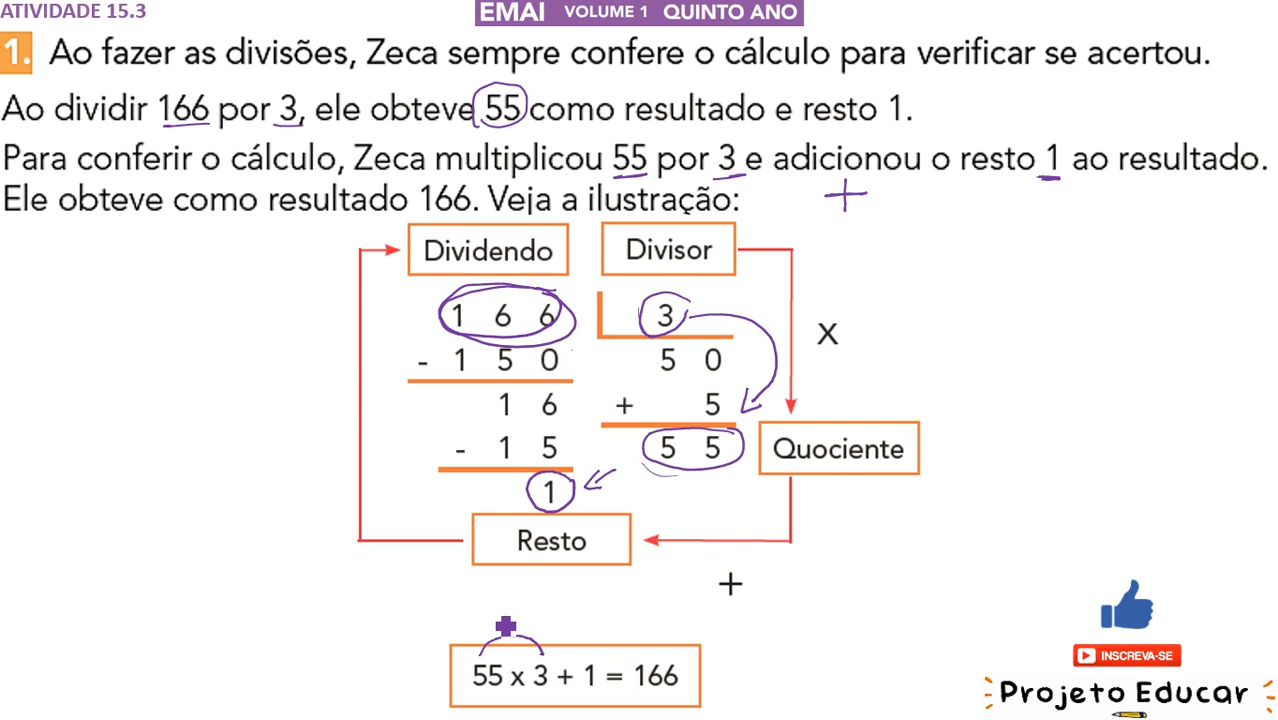 ATIVIDADE 15.3
EMAI VOLUME 1 QUINTO ANO
1. Ao fazer as divisões, Zeca sempre confere o cálculo para verificar se acertou.
Ao dividir 166 por 3, ele obteve 55 como resultado e resto 1.
Para conferir o cálculo, Zeca multiplicou 55 por 3 e adicionou o resto 1 ao resultado.
Ele obteve como resultado 166. Veja a ilustração:
+
Dividendo Divisor
1 6 6 3
X
- 1 5 0 5 0
1 6 + 5
- 1 5 5 5
Quociente
1
Resto
+
55 x 3 + 1 = 166
INSCREVA-SE
Projeto Educar